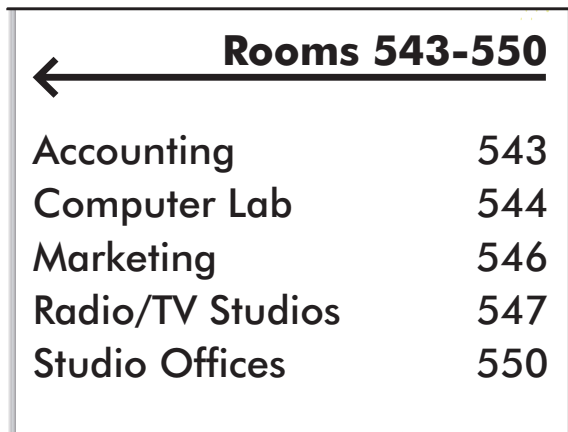 Rooms 543-550
Accounting 543
Computer Lab 544
Marketing 546
Radio/TV Studios 547
Studio Offices 550